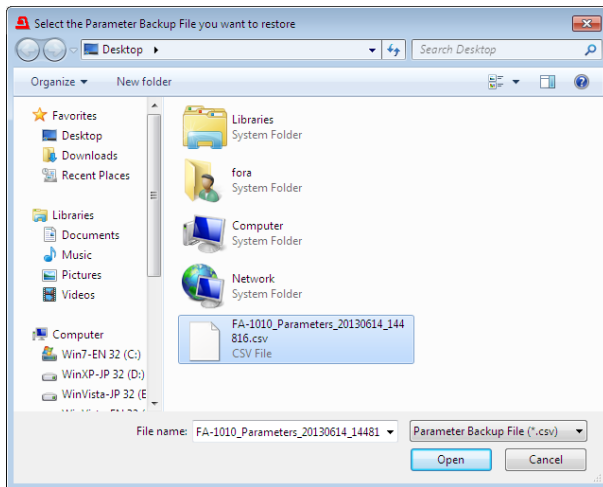 Select the Parameter Backup File you want to restore
Desktop
Search Desktop
Organize
New folder
Favorites
Desktop
Downloads
Recent Places
Libraries
Documents
Music
Pictures
Videos
Computer
Win7-EN 32 (C:)
WinXP-JP 32 (D:)
WinVista-JP 32 (E
Libraries
System Folder
fora
System Folder
Computer
System Folder
Network
System Folder
FA-1010_Parameters_20130614_144
816.csv
CSV File
File name: FA-1010_Parameters_20130614_14481
Parameter Backup File (*.csv)
Open
Cancel